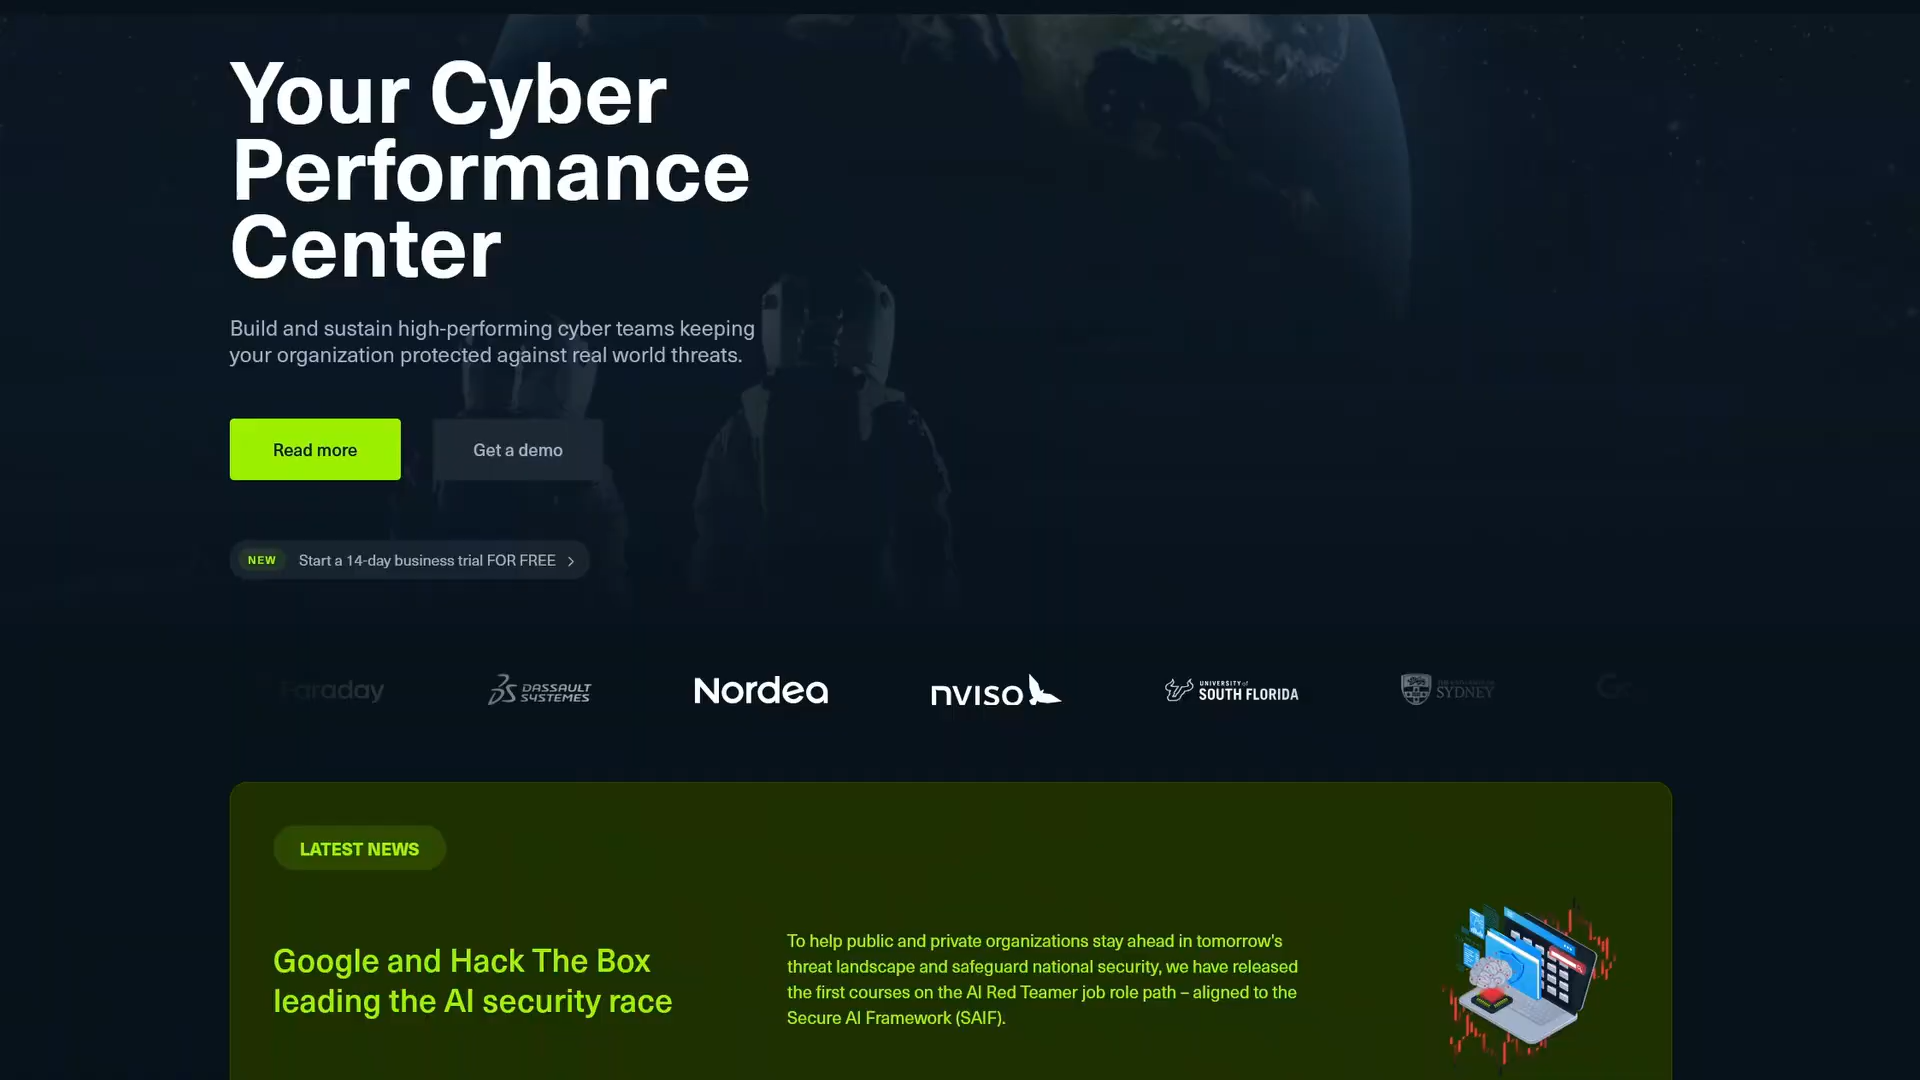 Your Cyber
Performance
Center
Build and sustain high-performing cyber teams keeping
your organization protected against real world threats.
Read more
Get a demo
NEW Start a 14-day business trial FOR FREE
Faraday
DASSAULT
SYSTEMES
Nordea
nviso
UNIVERSITY of
SOUTH FLORIDA
THE UNIVERSITY OF
SYDNEY
LATEST NEWS
Google and Hack The Box
leading the AI security race
To help public and private organizations stay ahead in tomorrow's
threat landscape and safeguard national security, we have released
the first courses on the AI Red Teamer job role path – aligned to the
Secure AI Framework (SAIF).